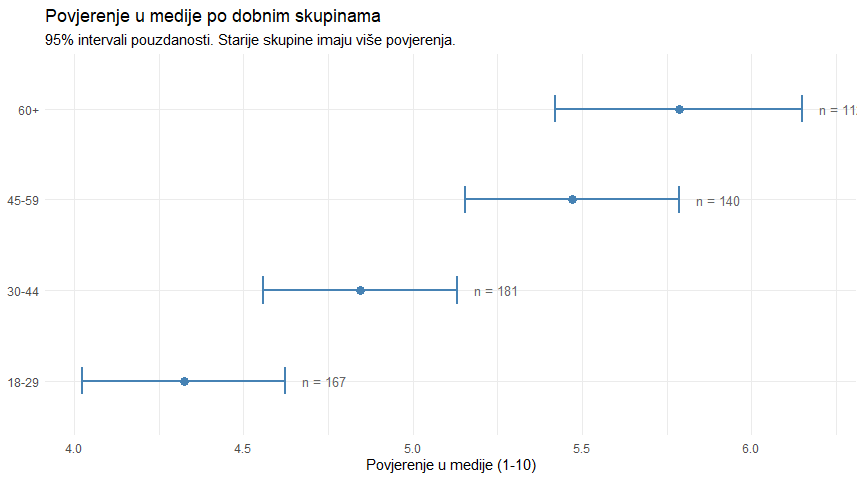 Povjerenje u medije po dobnim skupinama
95% intervali pouzdanosti. Starije skupine imaju više povjerenja.
60+
n = 11
45-59
n = 140
30-44
n = 181
18-29
n = 167
4.0 4.5 5.0 5.5 6.0
Povjerenje u medije (1-10)